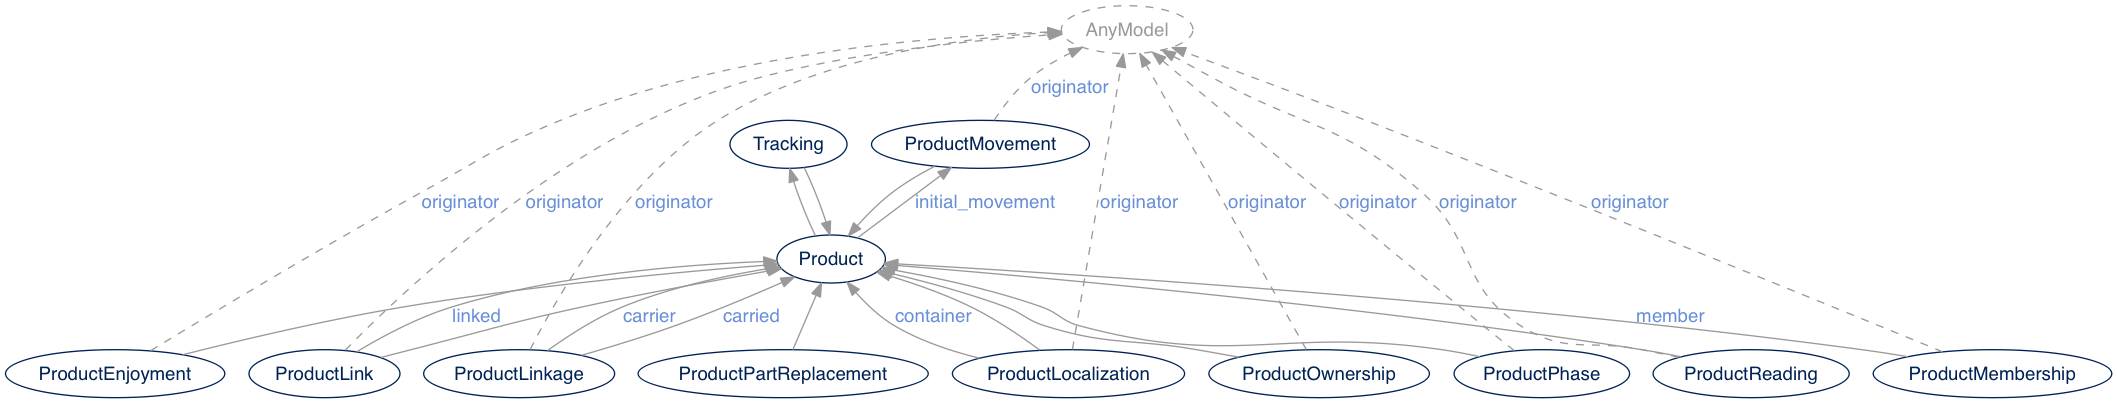 AnyModel
originator
Tracking
ProductMovement
originator
originator
originator
initial_movement
originator
originator
originator
originator
originator
Product
linked
carrier
carried
container
member
ProductEnjoyment
ProductLink
ProductLinkage
ProductPartReplacement
ProductLocalization
ProductOwnership
ProductPhase
ProductReading
ProductMembership